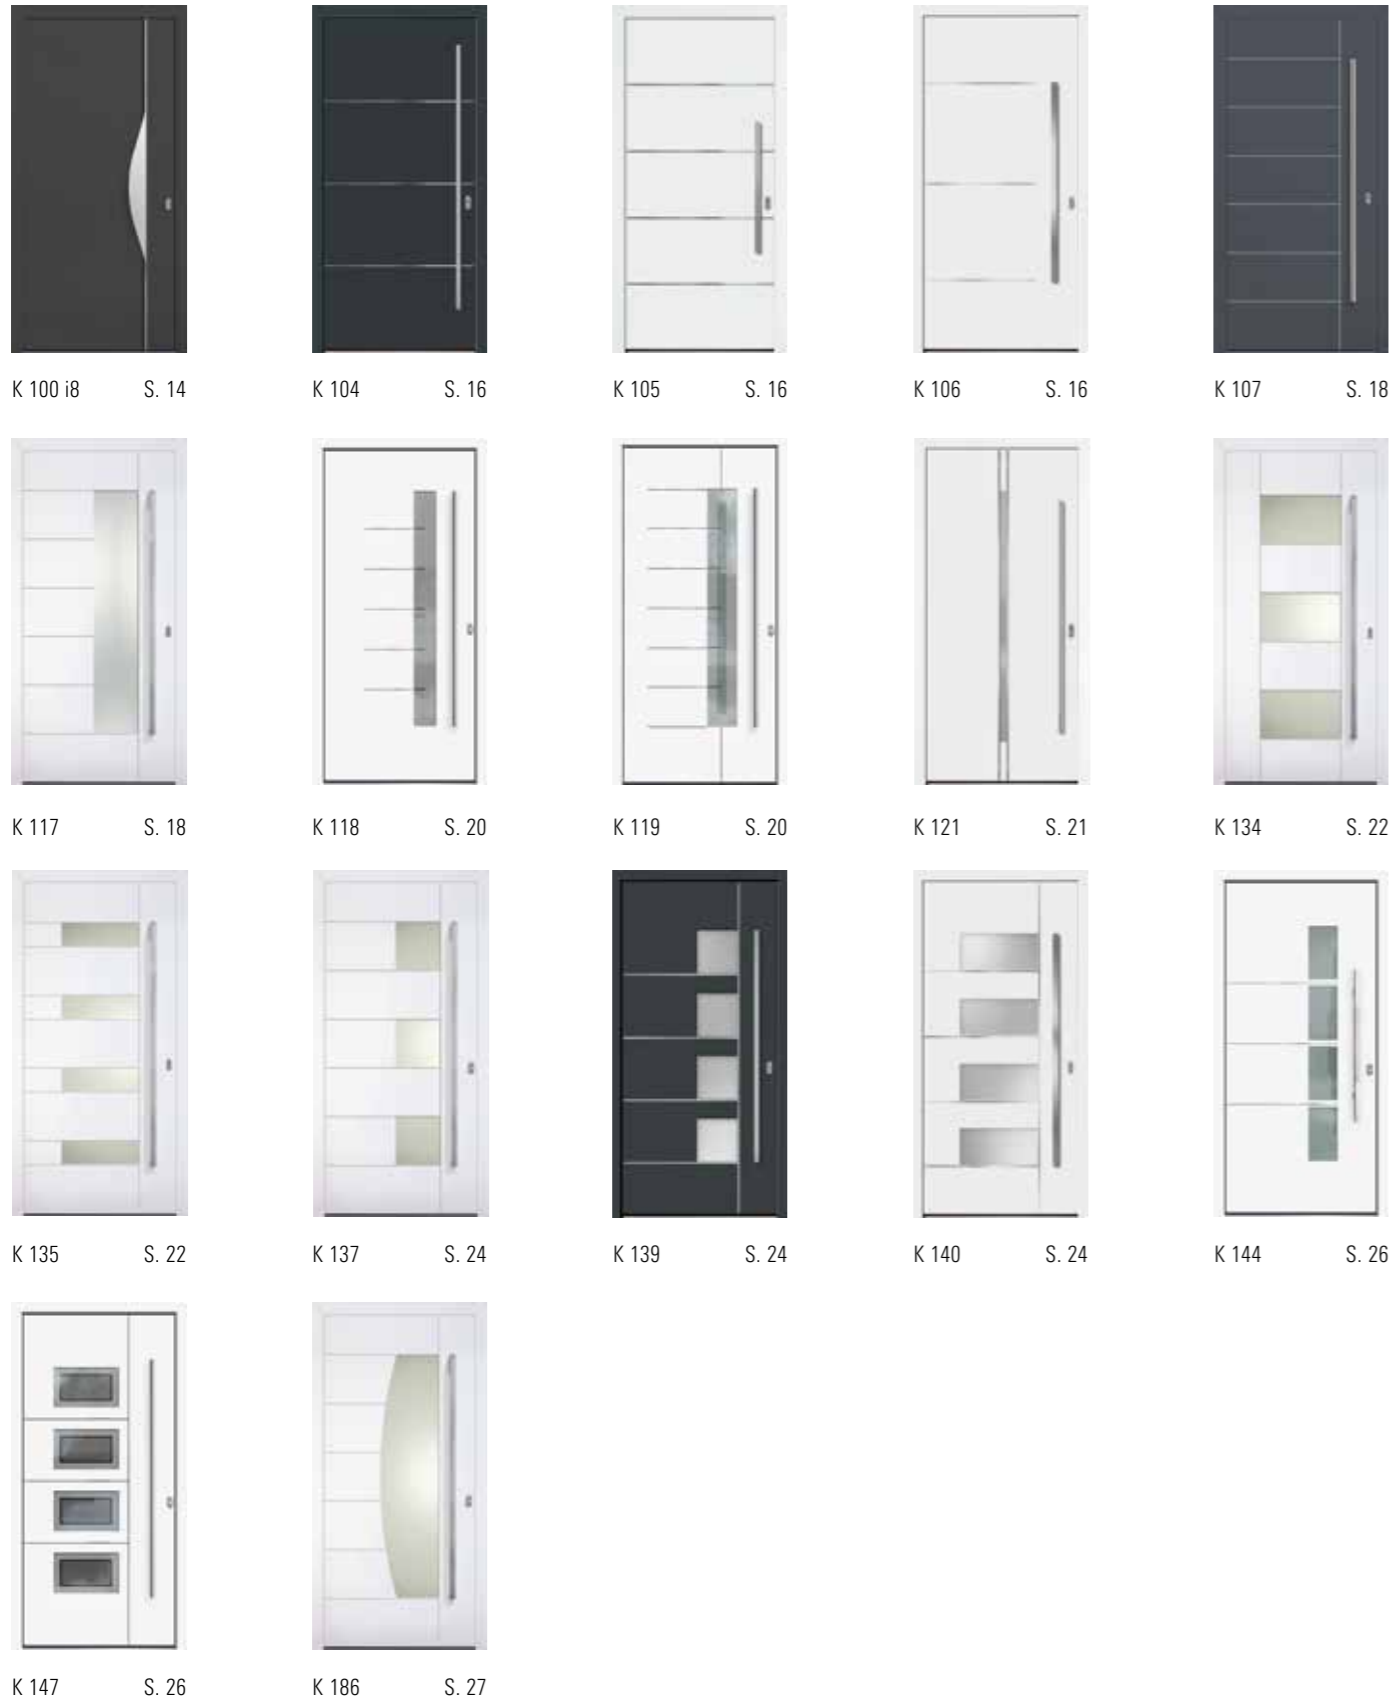 K 100 i8 S. 14 K 104 S. 16 K 105 S. 16 K 106 S. 16 K 107 S. 18
K 117 S. 18 K 118 S. 20 K 119 S. 20 K 121 S. 21 K 134 S. 22
K 135 S. 22 K 137 S. 24 K 139 S. 24 K 140 S. 24 K 144 S. 26
K 147 S. 26 K 186 S. 27